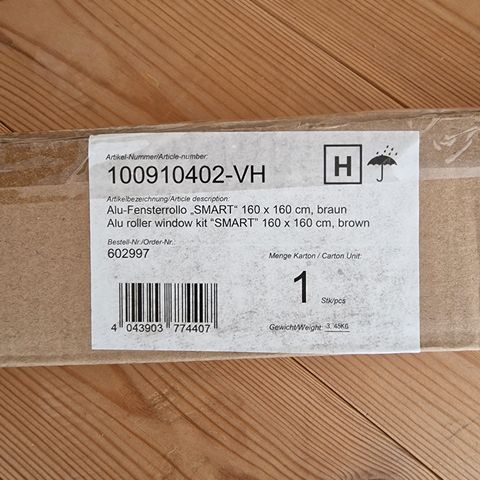 Artikel-Nummer/Article-number:
100910402-VH
H
Artikelbezeichnung/Article description:
Alu-Fensterrollo „SMART“ 160 x 160 cm, braun
Alu roller window kit “SMART” 160 x 160 cm, brown
Bestell-Nr./Order-Nr.:
602997
Menge Karton / Carton Unit:
1 Stk/pcs
4 043903 774407
Gewicht/Weight: 3,45KG